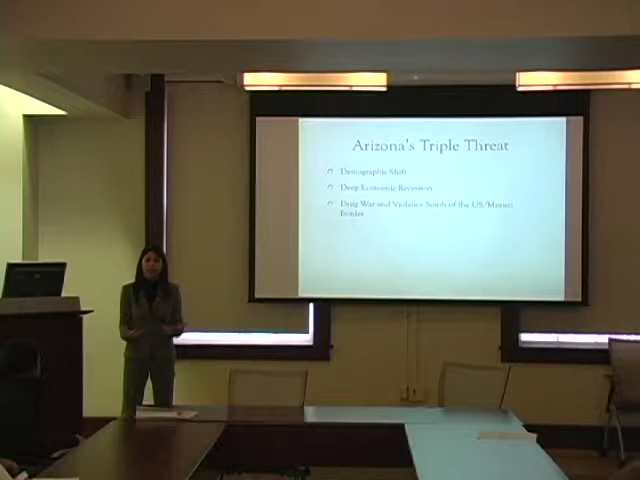 Arizona's Triple Threat
Demographic Shift
Deep Economic Recession
Drug War and Violence South of the US/Mexico
Border